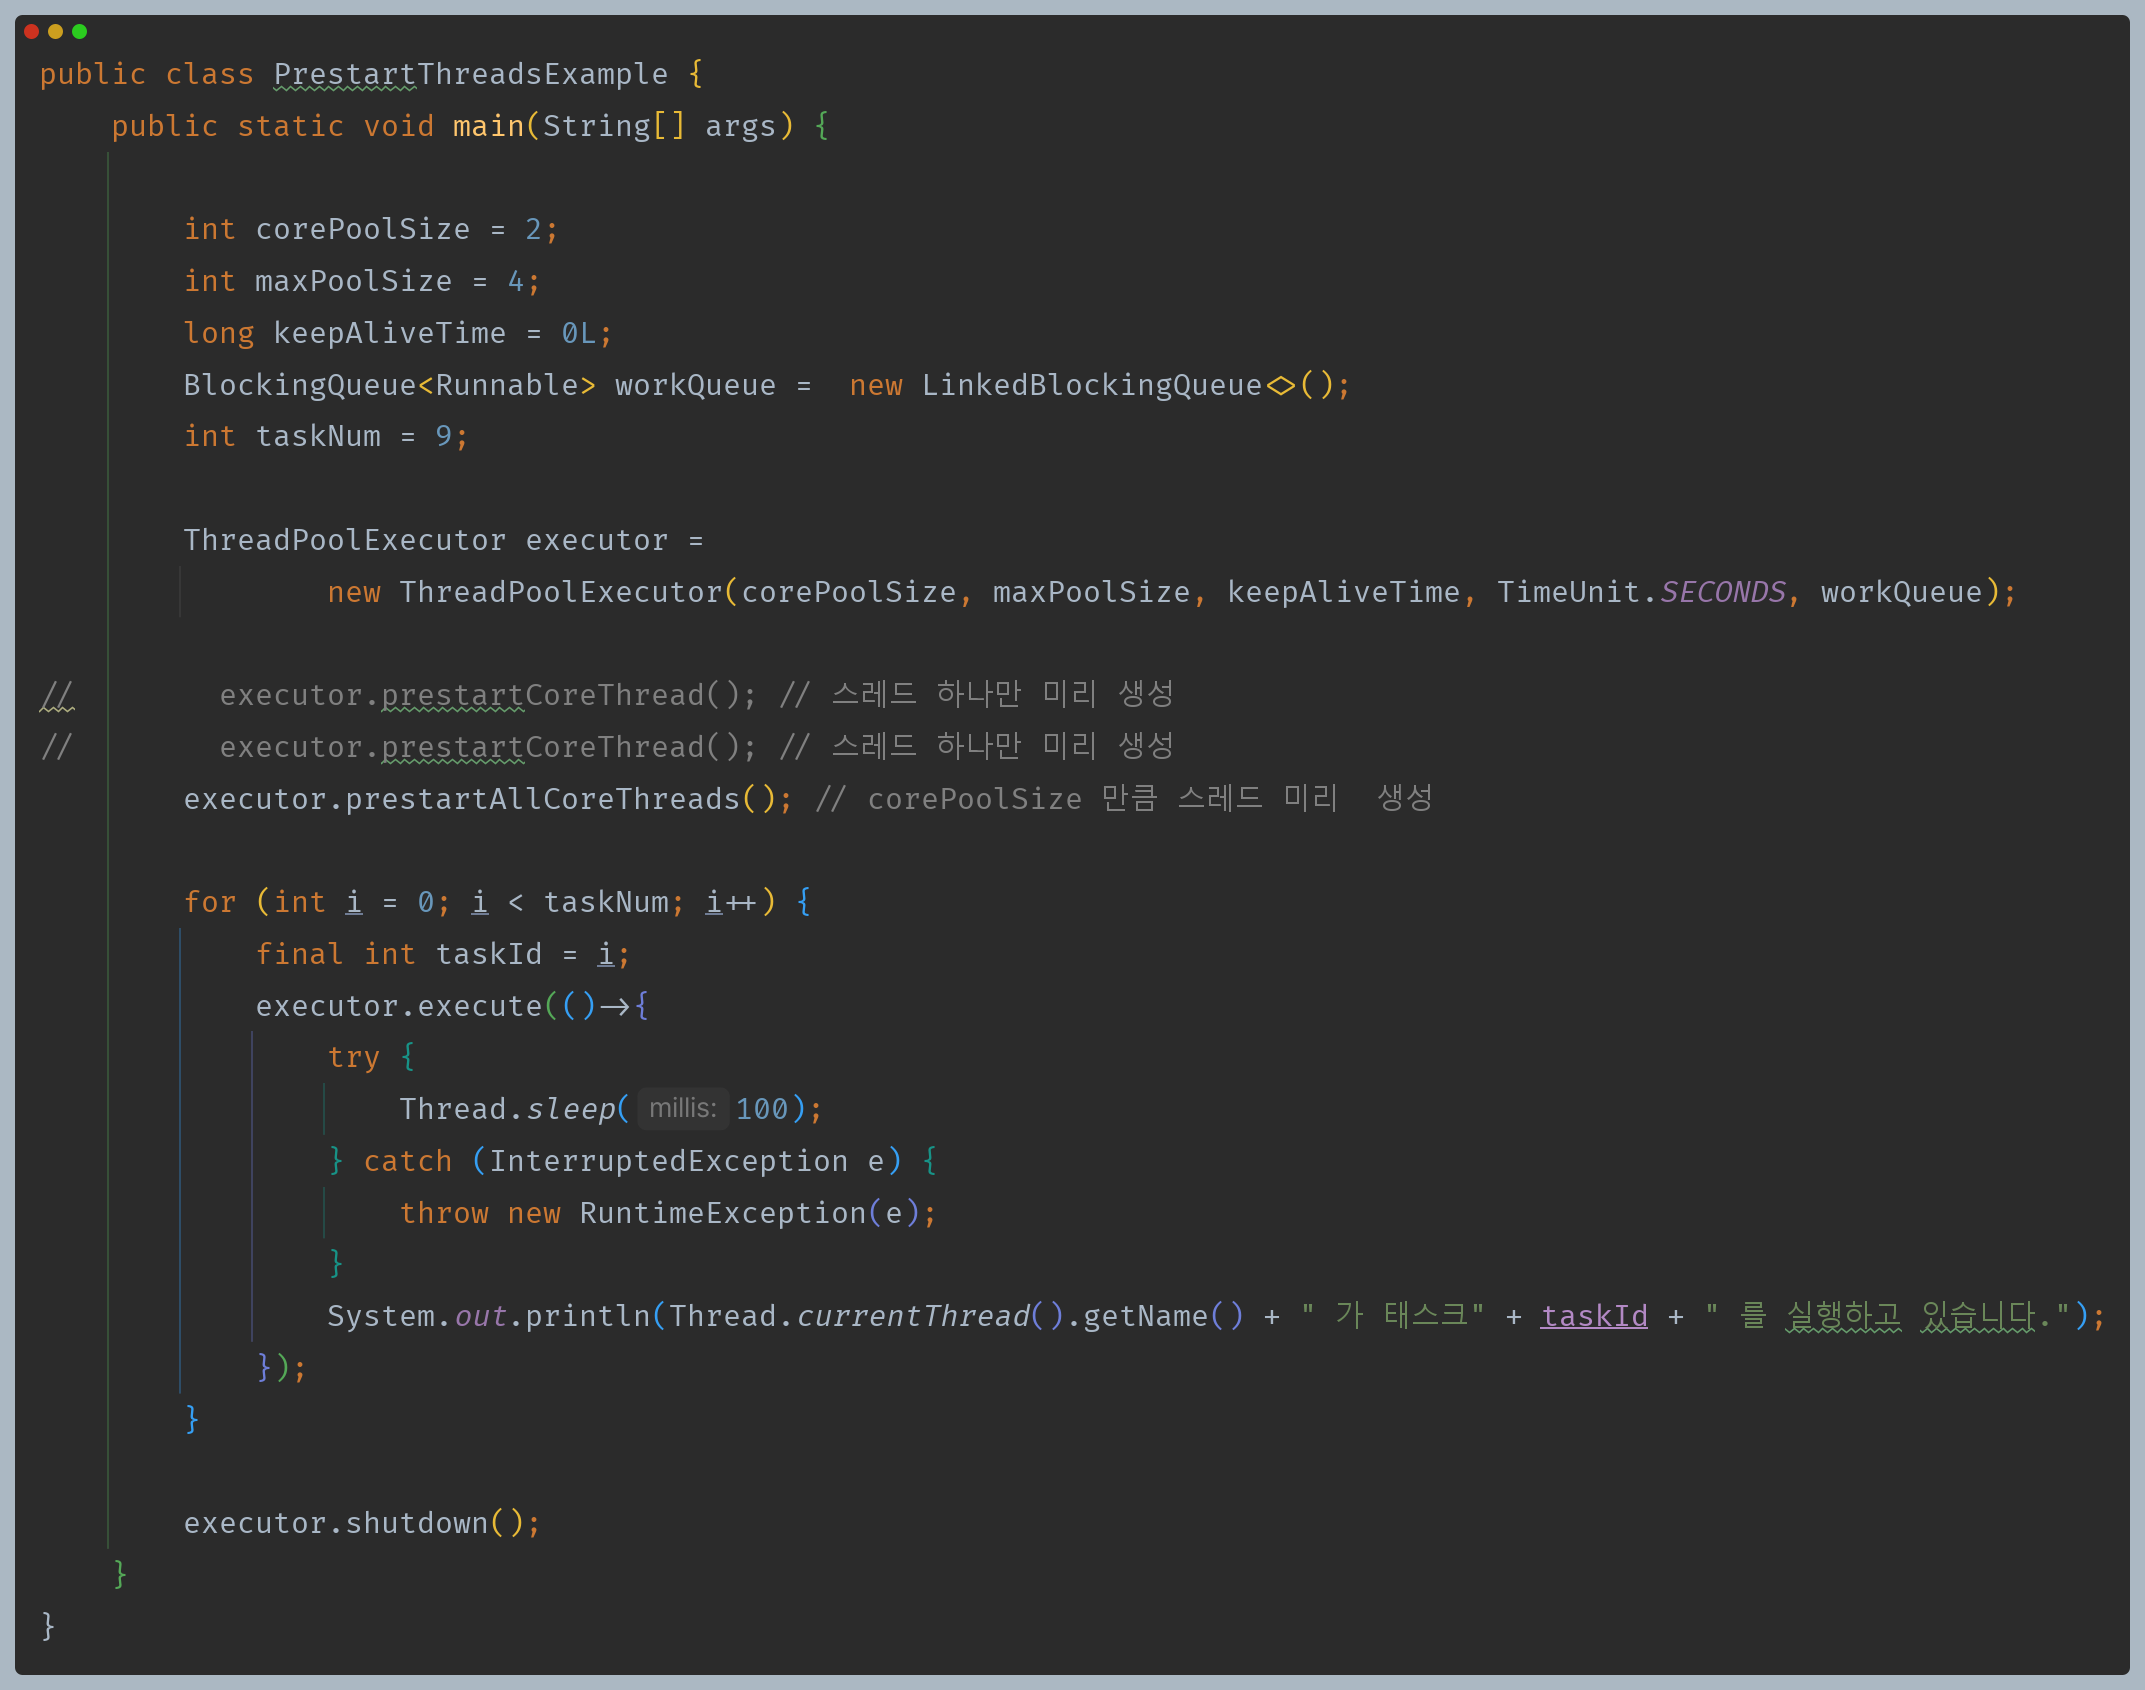 public class PrestartThreadsExample {
    public static void main(String[] args) {

        int corePoolSize = 2;
        int maxPoolSize = 4;
        long keepAliveTime = 0L;
        BlockingQueue<Runnable> workQueue =  new LinkedBlockingQueue<>();
        int taskNum = 9;

        ThreadPoolExecutor executor =
                new ThreadPoolExecutor(corePoolSize, maxPoolSize, keepAliveTime, TimeUnit.SECONDS, workQueue);

//        executor.prestartCoreThread(); // 스레드 하나만 미리 생성
//        executor.prestartCoreThread(); // 스레드 하나만 미리 생성
        executor.prestartAllCoreThreads(); // corePoolSize 만큼 스레드 미리  생성

        for (int i = 0; i < taskNum; i++) {
            final int taskId = i;
            executor.execute(()->{
                try {
                    Thread.sleep( millis: 100);
                } catch (InterruptedException e) {
                    throw new RuntimeException(e);
                }
                System.out.println(Thread.currentThread().getName() + " 가 태스크" + taskId + " 를 실행하고 있습니다.");
            });
        }

        executor.shutdown();
    }
}